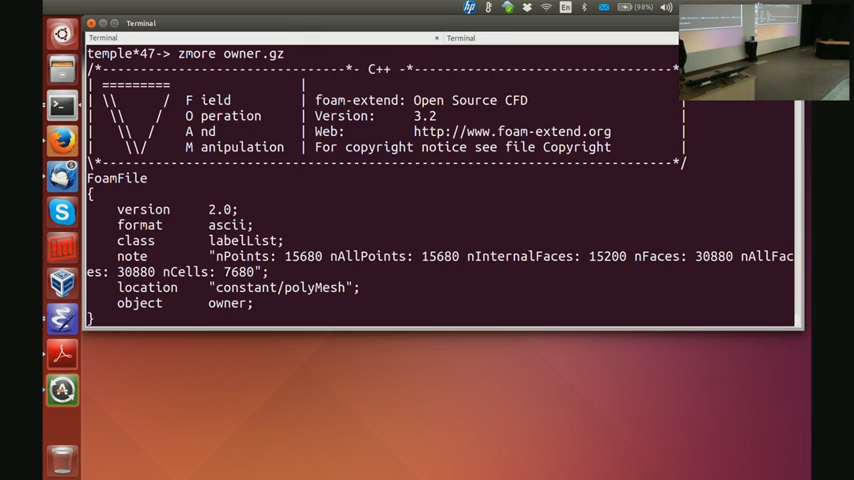 Terminal
En
(98%)
Terminal
Terminal
temple*47-> zmore owner.gz
/*--------------------------------*- C++ -*----------------------------------*
| ========= |
| \\ / F ield | foam-extend: Open Source CFD
| \\ / O peration | Version: 3.2
| \\ / A nd | Web: http://www.foam-extend.org |
| \\/ M anipulation | For copyright notice see file Copyright |
\*---------------------------------------------------------------------------*/
FoamFile
{
version 2.0;
format ascii;
class labelList;
note "nPoints: 15680 nAllPoints: 15680 nInternalFaces: 15200 nFaces: 30880 nAllFac
es: 30880 nCells: 7680";
location "constant/polyMesh";
object owner;
}